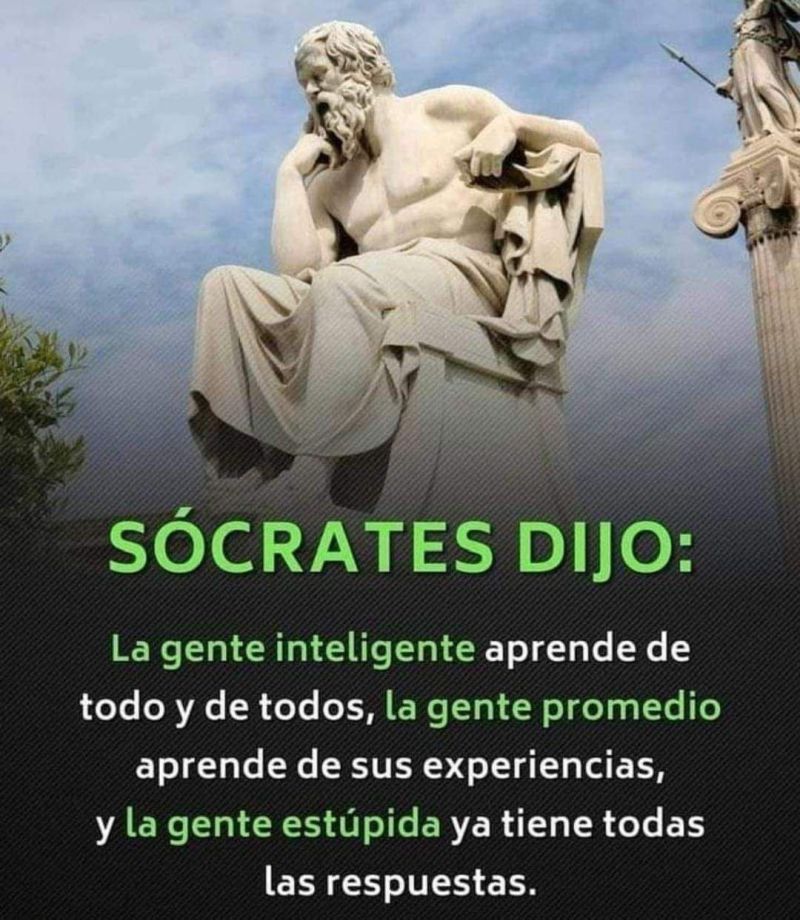 SÓCRATES DIJO:
La gente inteligente aprende de
todo y de todos, la gente promedio
aprende de sus experiencias,
y la gente estúpida ya tiene todas
las respuestas.